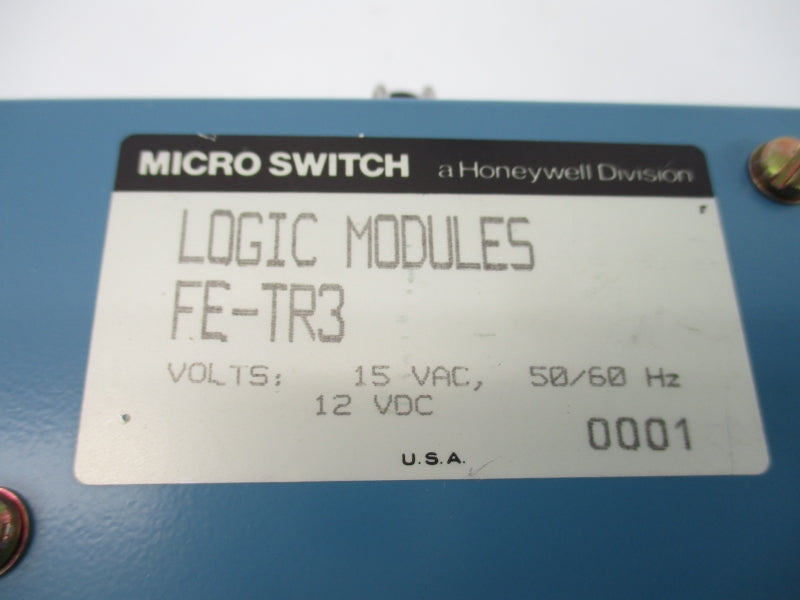 MICRO SWITCH a Honeywell Division
LOGIC MODULES
FE-TR3
VOLTS: 15 VAC, 50/60 Hz
12 VDC
0001
U.S.A.